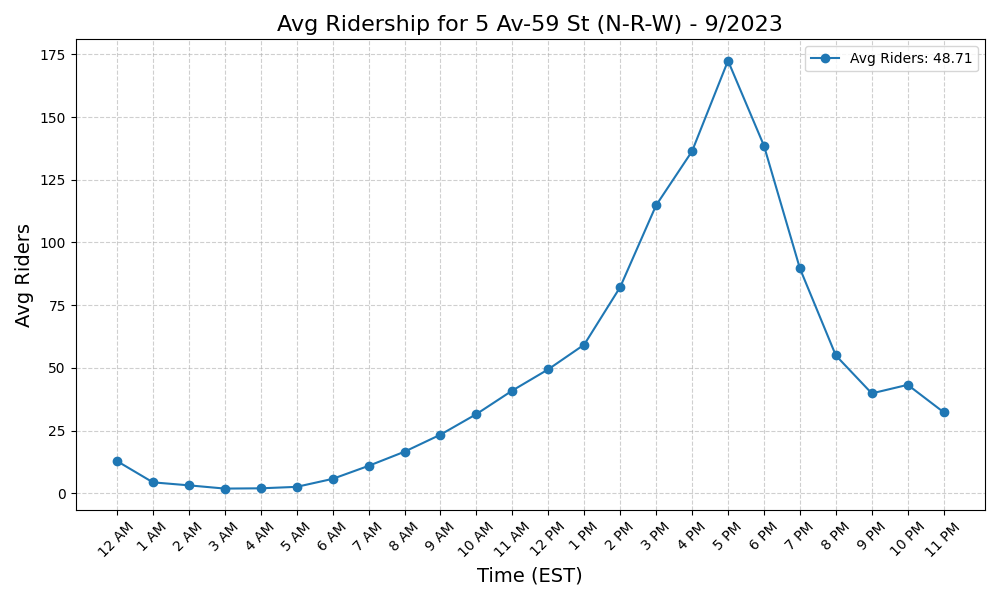 Avg Ridership for 5 Av-59 St (N-R-W) - 9/2023
Avg Riders: 48.71
Avg Riders
175
150
125
100
75
50
25
0
12 AM
1 AM
2 AM
3 AM
4 AM
5 AM
6 AM
7 AM
8 AM
9 AM
10 AM
11 AM
12 PM
1 PM
2 PM
3 PM
4 PM
5 PM
6 PM
7 PM
8 PM
9 PM
10 PM
11 PM
Time (EST)